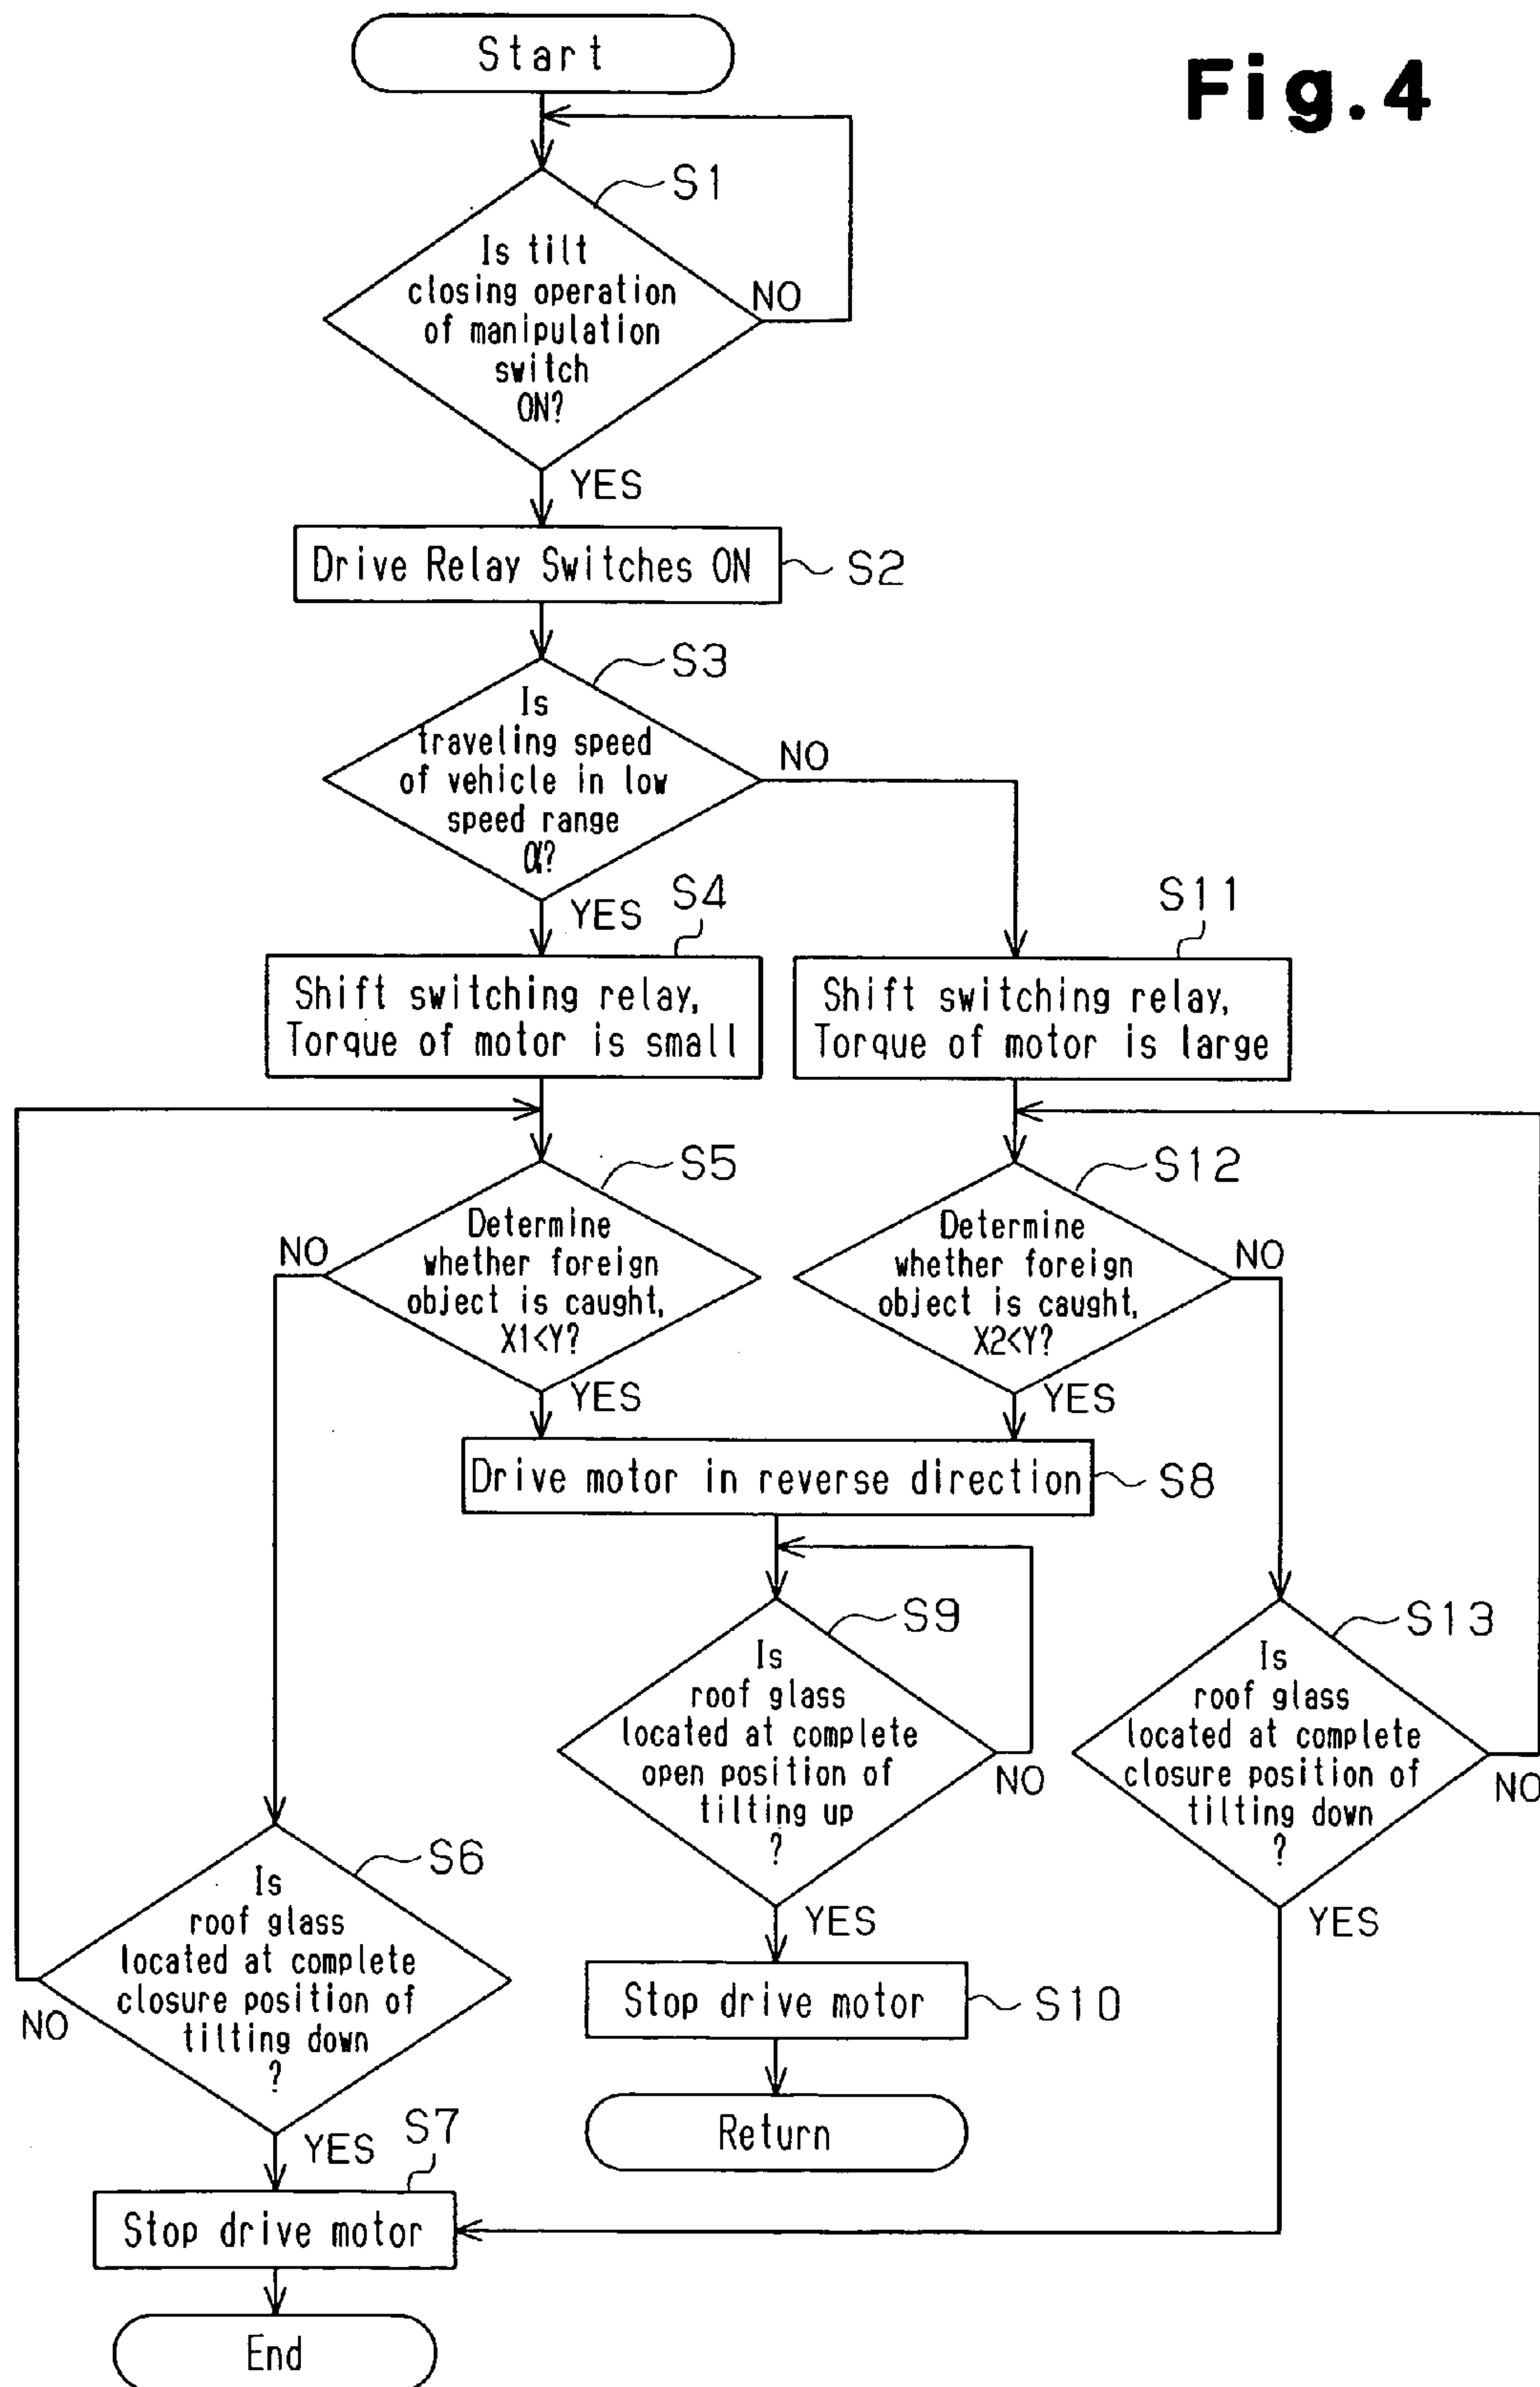 Start
Fig.4
S1
Is tilt
closing operation
of manipulation
switch
ON?
NO
YES
Drive Relay Switches ON
S2
S3
Is
traveling speed
of vehicle in low
speed range
α?
NO
YES
S4
Shift switching relay,
Torque of motor is small
S11
Shift switching relay,
Torque of motor is large
S5
Determine
whether foreign
object is caught,
X1<Y?
NO
YES
S12
Determine
whether foreign
object is caught,
X2<Y?
NO
YES
Drive motor in reverse direction
S8
S9
Is
roof glass
located at complete
open position of
tilting up
?
NO
YES
S13
Is
roof glass
located at complete
closure position of
tilting down
?
NO
YES
S6
Is
roof glass
located at complete
closure position of
tilting down
?
NO
YES
Stop drive motor
S10
Return
S7
Stop drive motor
End